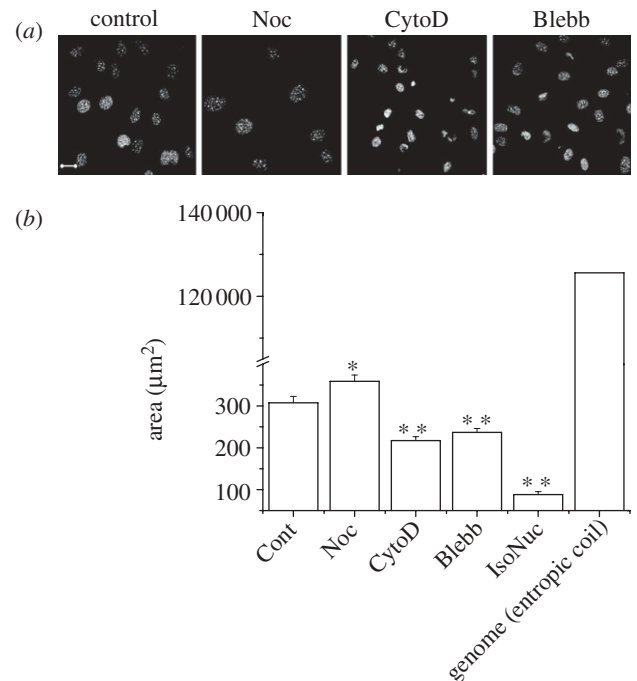 (a)
control Noc CytoD Blebb
(b)
140 000
120 000
300
200
100
area (μm²)
*
* *
* *
* *
Cont
Noc
CytoD
Blebb
IsoNuc
genome (entropic coil)